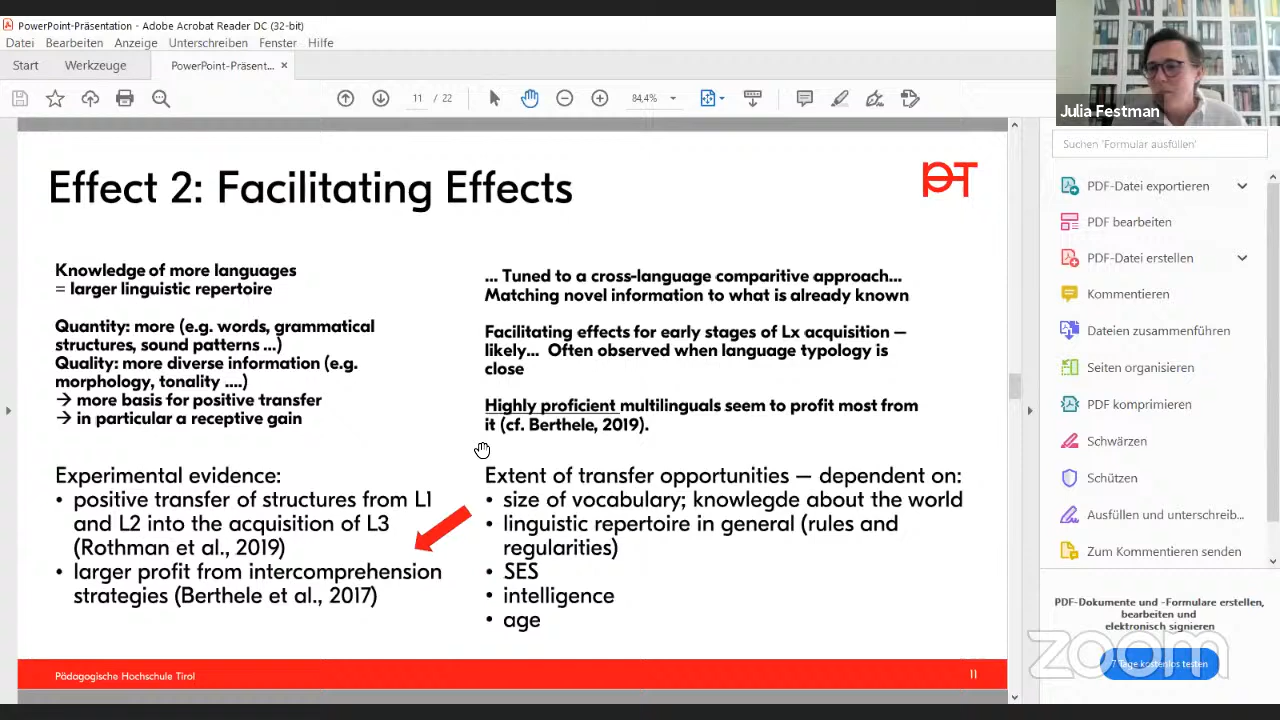 PowerPoint-Präsentation - Adobe Acrobat Reader DC (32-bit)
Datei Bearbeiten Anzeige Unterschreiben Fenster Hilfe
Start Werkzeuge PowerPoint-Präsent... ×
11 / 22 84,4%
Julia Festman
Suchen 'Formular ausfüllen'
Effect 2: Facilitating Effects
Knowledge of more languages
= larger linguistic repertoire
Quantity: more (e.g. words, grammatical
structures, sound patterns ...)
Quality: more diverse information (e.g.
morphology, tonality ....)
→ more basis for positive transfer
→ in particular a receptive gain
Experimental evidence:
• positive transfer of structures from L1
and L2 into the acquisition of L3
(Rothman et al., 2019)
• larger profit from intercomprehension
strategies (Berthele et al., 2017)
... Tuned to a cross-language comparitive approach...
Matching novel information to what is already known
Facilitating effects for early stages of Lx acquisition –
likely... Often observed when language typology is
close
Highly proficient multilinguals seem to profit most from
it (cf. Berthele, 2019).
Extent of transfer opportunities – dependent on:
• size of vocabulary; knowlegde about the world
• linguistic repertoire in general (rules and
regularities)
• SES
• intelligence
• age
Pädagogische Hochschule Tirol
11
PDF-Datei exportieren
PDF bearbeiten
PDF-Datei erstellen
Kommentieren
Dateien zusammenführen
Seiten organisieren
PDF komprimieren
Schwärzen
Schützen
Ausfüllen und unterschreib...
Zum Kommentieren senden
PDF-Dokumente und -Formulare erstellen,
bearbeiten und
elektronisch signieren
7 Tage kostenlos testen
zoom